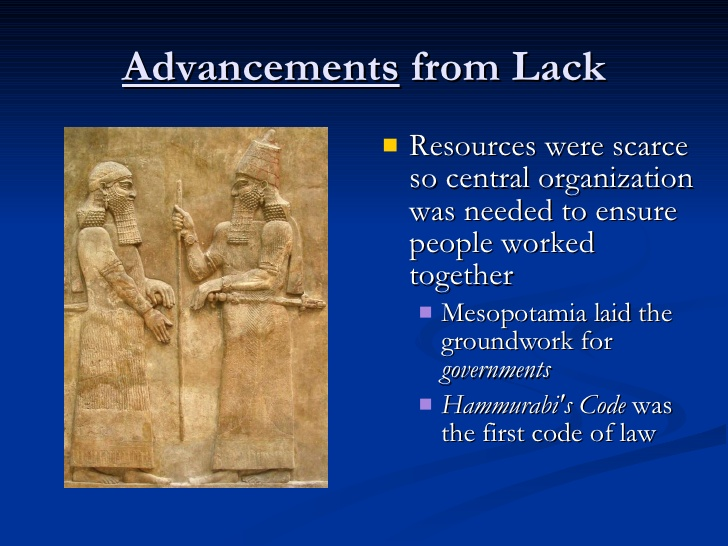 Advancements from Lack
Resources were scarce
so central organization
was needed to ensure
people worked
together
Mesopotamia laid the
groundwork for
governments
Hammurabi's Code was
the first code of law